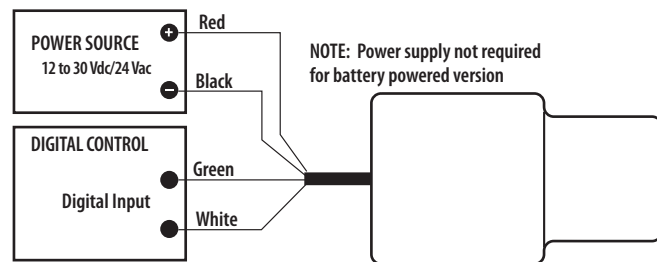 POWER SOURCE
12 to 30 Vdc/24 Vac
+
−
Red
Black
NOTE: Power supply not required
for battery powered version
DIGITAL CONTROL
Digital Input
Green
White